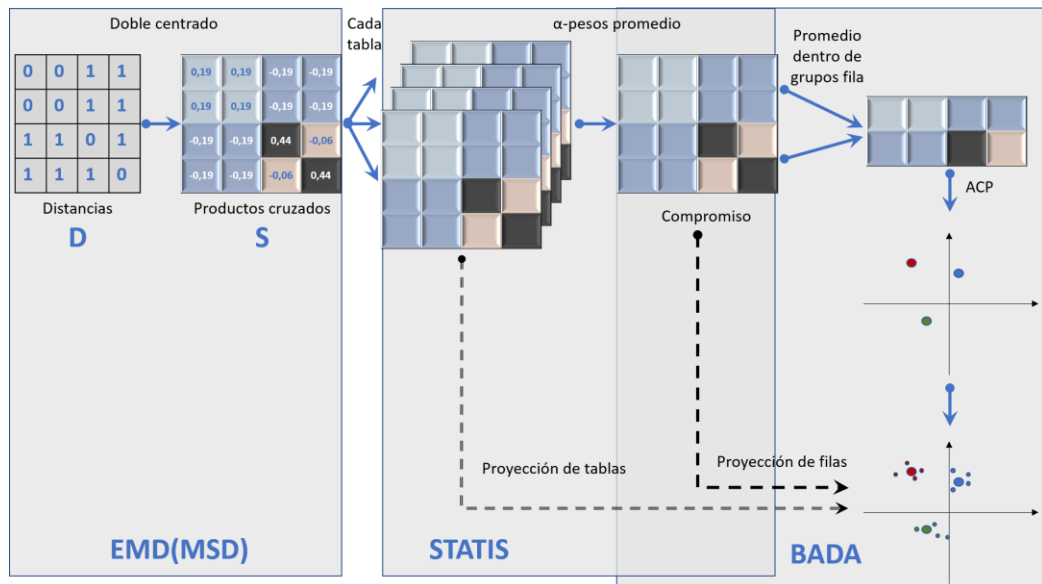 Doble centrado
0 0 1 1
0 0 1 1
1 1 0 1
1 1 1 0
Distancias
D
0,19 0,19 -0,19 -0,19
0,19 0,19 -0,19 -0,19
-0,19 -0,19 0,44 -0,06
-0,19 -0,19 -0,06 0,44
Productos cruzados
S
Cada
tabla
α-pesos promedio
Compromiso
Promedio
dentro de
grupos fila
ACP
Proyección de tablas
Proyección de filas
EMD(MSD)
STATIS
BADA